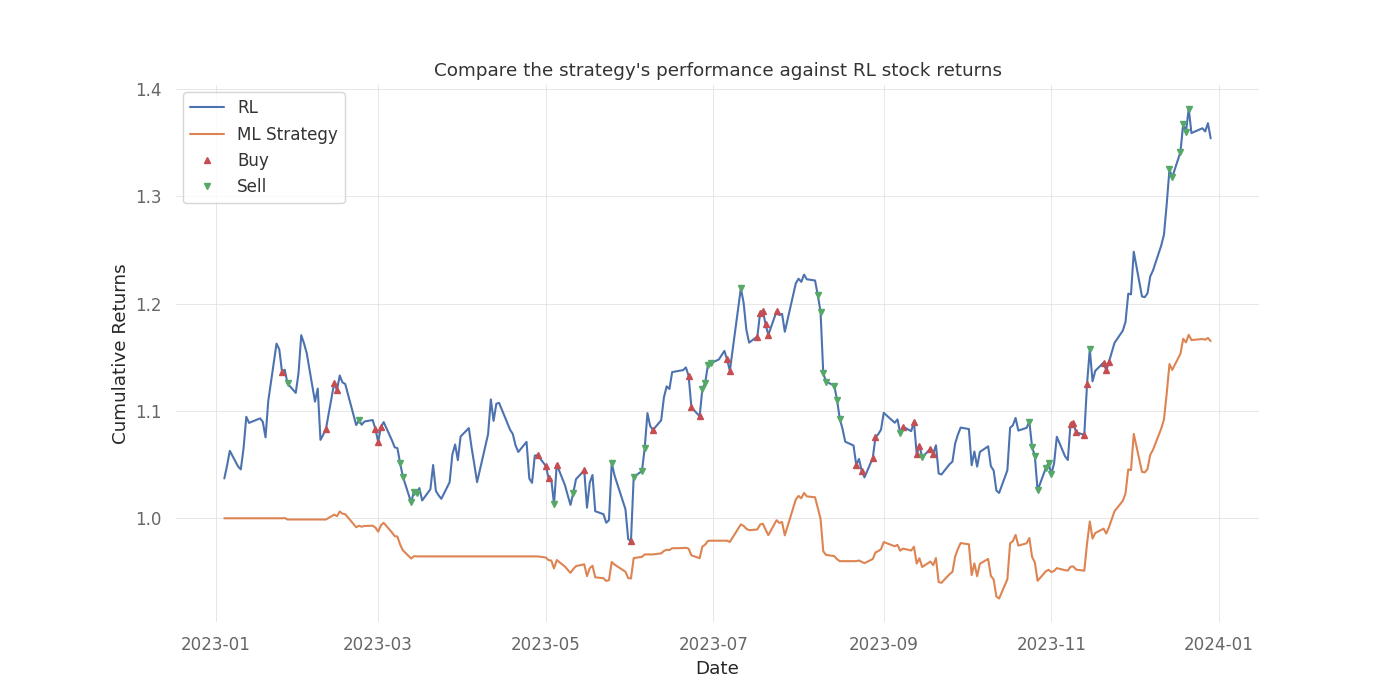 Compare the strategy's performance against RL stock returns
1.4
1.3
1.2
1.1
1.0
Cumulative Returns
RL
ML Strategy
Buy
Sell
2023-01
2023-03
2023-05
2023-07
2023-09
2023-11
2024-01
Date